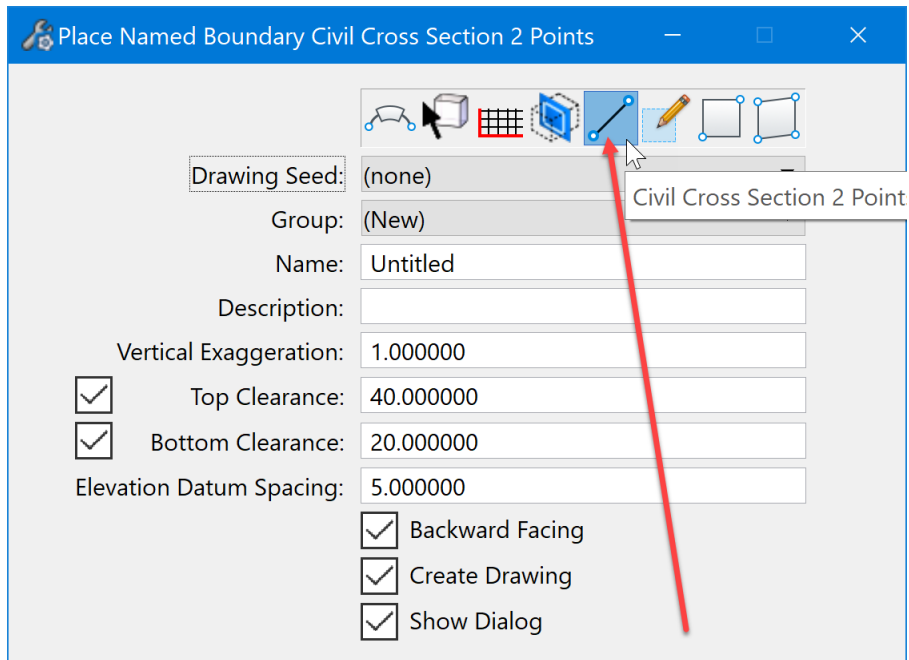 Place Named Boundary Civil Cross Section 2 Points
Drawing Seed: (none)
Civil Cross Section 2 Point
Group: (New)
Name: Untitled
Description:
Vertical Exaggeration: 1.000000
Top Clearance: 40.000000
Bottom Clearance: 20.000000
Elevation Datum Spacing: 5.000000
Backward Facing
Create Drawing
Show Dialog